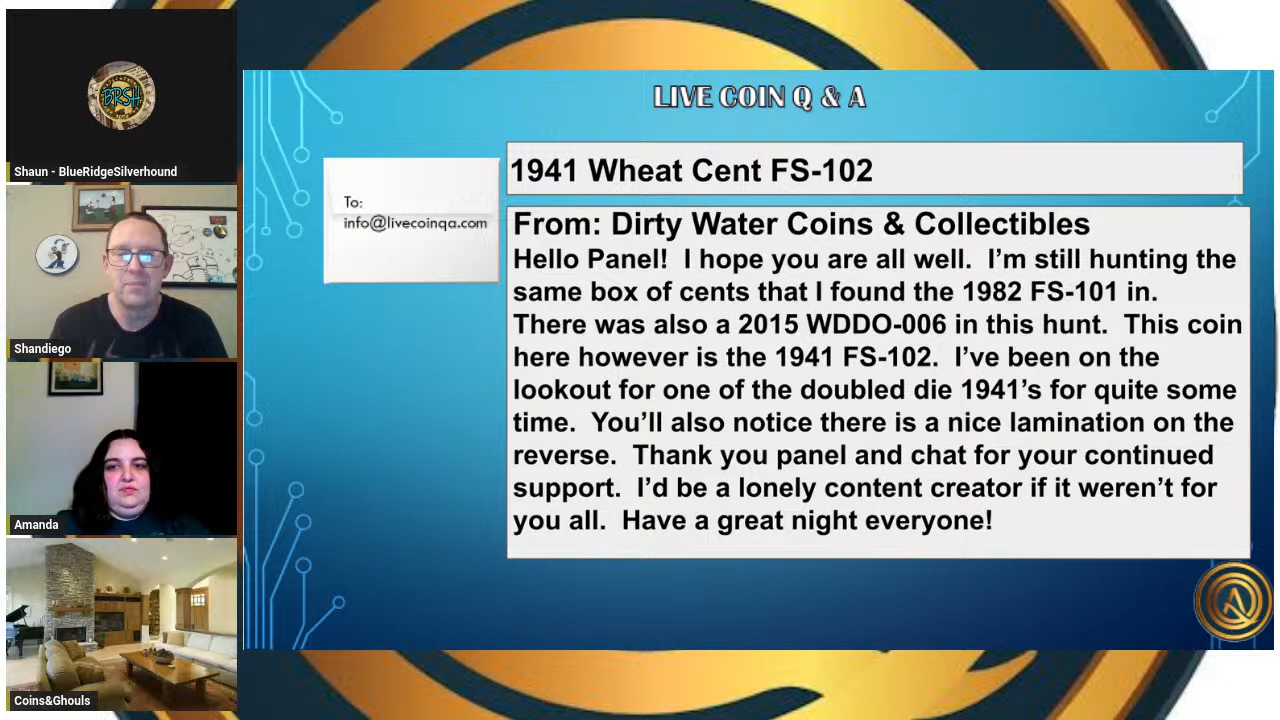 BRSH
Shaun - BlueRidgeSilverhound
Shandiego
Amanda
Coins&Ghouls
LIVE COIN Q & A
To:
info@livecoinqa.com
1941 Wheat Cent FS-102
From: Dirty Water Coins & Collectibles
Hello Panel! I hope you are all well. I'm still hunting the
same box of cents that I found the 1982 FS-101 in.
There was also a 2015 WDDO-006 in this hunt. This coin
here however is the 1941 FS-102. I've been on the
lookout for one of the doubled die 1941's for quite some
time. You'll also notice there is a nice lamination on the
reverse. Thank you panel and chat for your continued
support. I'd be a lonely content creator if it weren't for
you all. Have a great night everyone!